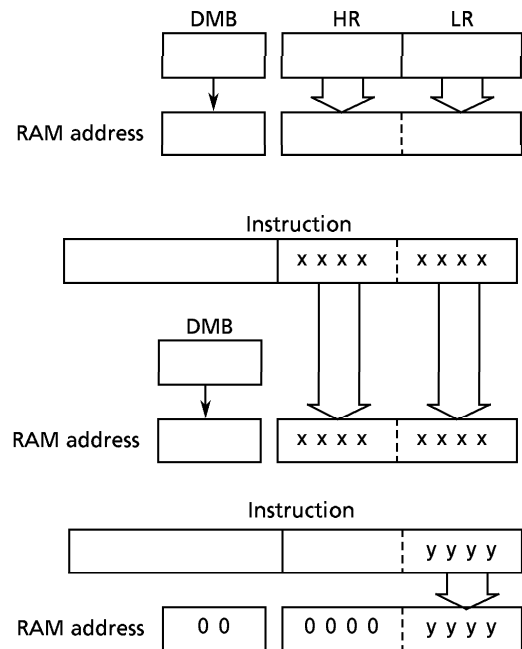 DMB HR LR
RAM address
Instruction
x x x x x x x x
DMB
RAM address x x x x x x x x
Instruction
y y y y
RAM address 0 0 0 0 0 0 y y y y